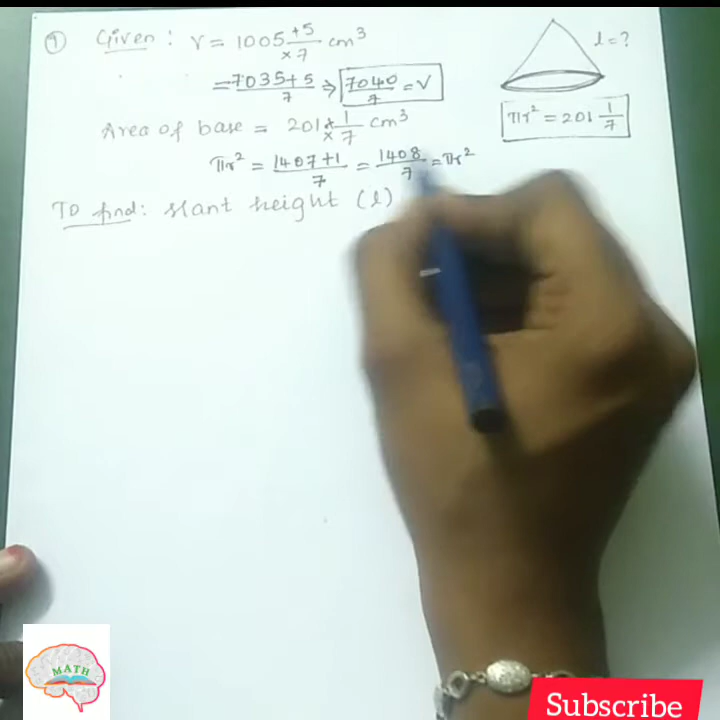 9 Given : V = 1005 5/7 cm³
+ ×
l = ?
= 7035+5/7 ⇒ 7040/7 = V
Area of base = 201 1/7 cm³
+ ×
πr² = 201 1/7
πr² = 1407+1/7 = 1408/7 = πr²
To find: slant height (l)
MATH
Subscribe